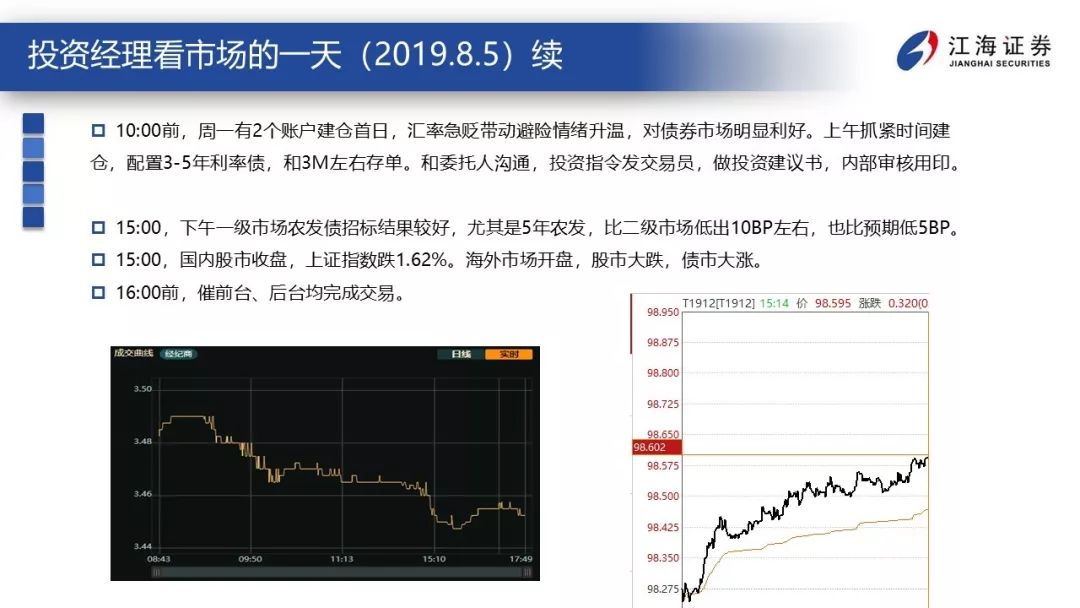 投资经理看市场的一天（2019.8.5）续
江海证券
JIANGHAI SECURITIES
10:00前，周一有2个账户建仓首日，汇率急贬带动避险情绪升温，对债券市场明显利好。上午抓紧时间建
仓，配置3-5年利率债，和3M左右存单。和委托人沟通，投资指令发交易员，做投资建议书，内部审核用印。
15:00，下午一级市场农发债招标结果较好，尤其是5年农发，比二级市场低出10BP左右，也比预期低5BP。
15:00，国内股市收盘，上证指数跌1.62%。海外市场开盘，股市大跌，债市大涨。
16:00前，催前台、后台均完成交易。
成交曲线 经纪商 日线 实时
3.50
3.48
3.46
3.44
08:43 09:50 11:13 15:10 17:49
T1912[T1912] 15:14 价 98.595 涨跌 0.320(0
98.950
98.875
98.800
98.725
98.650
98.602
98.575
98.500
98.425
98.350
98.275